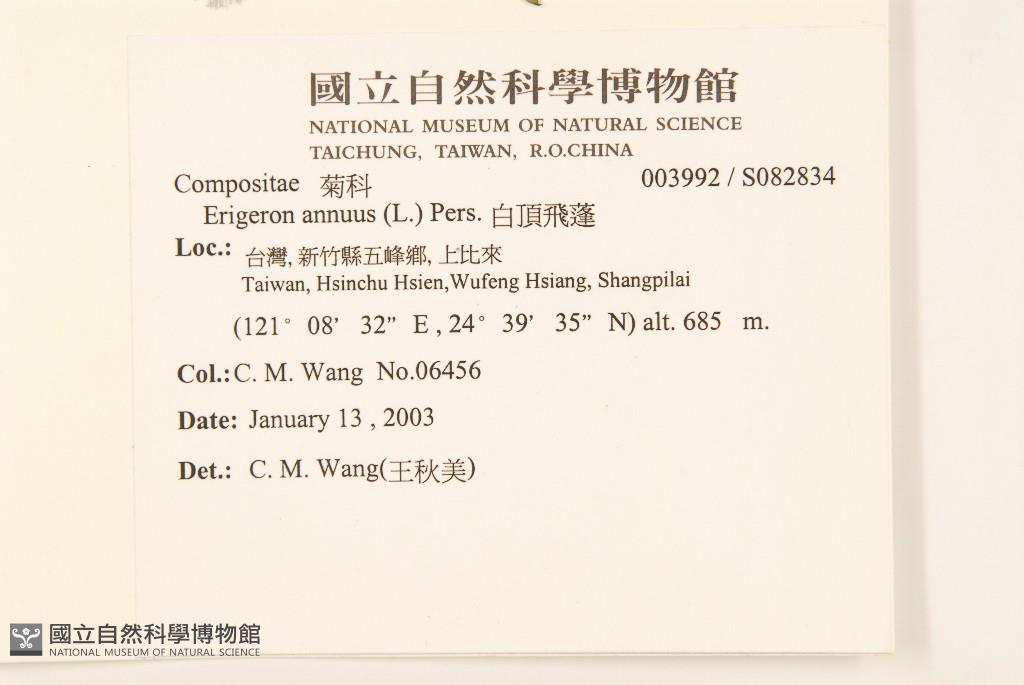 國立自然科學博物館
NATIONAL MUSEUM OF NATURAL SCIENCE
TAICHUNG, TAIWAN, R.O.CHINA
Compositae 菊科 003992 / S082834
Erigeron annuus (L.) Pers. 白頂飛蓬
Loc.: 台灣, 新竹縣五峰鄉, 上比來
Taiwan, Hsinchu Hsien,Wufeng Hsiang, Shangpilai
(121° 08’ 32” E , 24° 39’ 35” N) alt. 685 m.
Col.: C. M. Wang No.06456
Date: January 13 , 2003
Det.: C. M. Wang(王秋美)
國立自然科學博物館
NATIONAL MUSEUM OF NATURAL SCIENCE